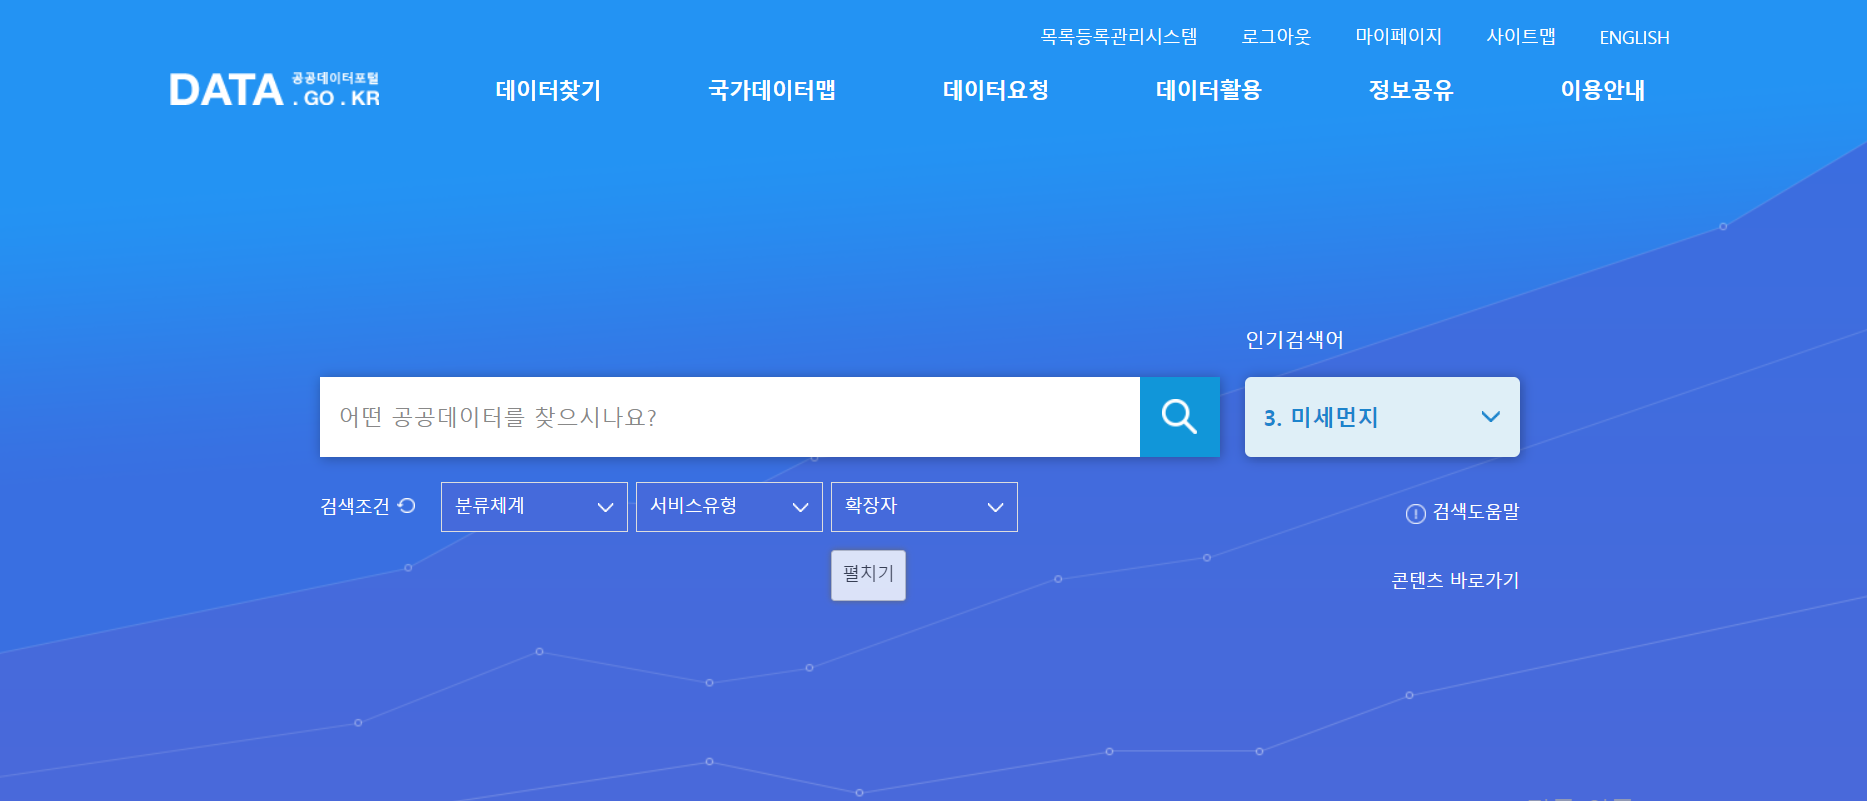 목록등록관리시스템 로그아웃 마이페이지 사이트맵 ENGLISH
DATA 공공데이터포털 .GO.KR
데이터찾기 국가데이터맵 데이터요청 데이터활용 정보공유 이용안내
인기검색어
어떤 공공데이터를 찾으시나요?
3. 미세먼지
검색조건 분류체계 서비스유형 확장자
검색도움말
펼치기
콘텐츠 바로가기